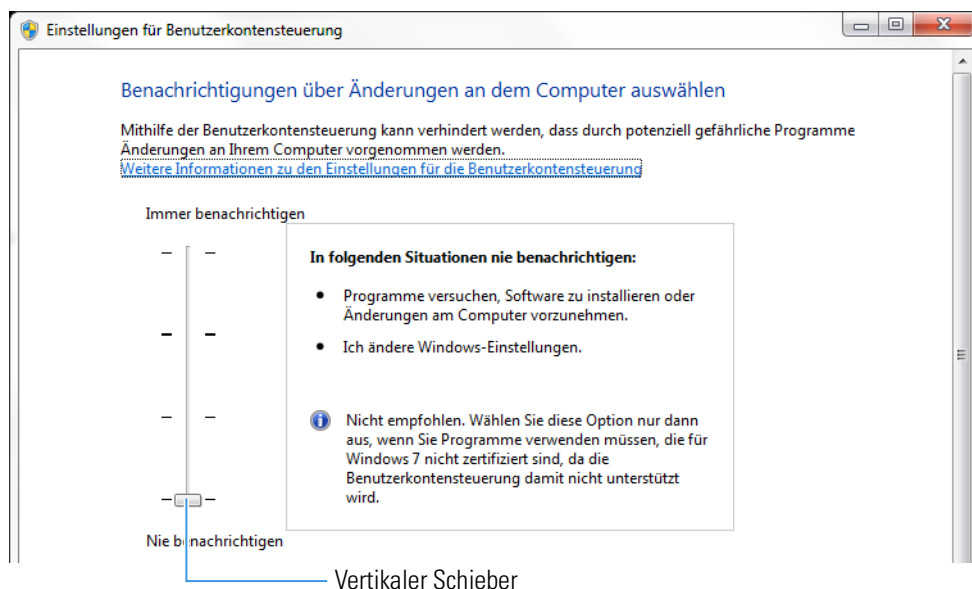 Einstellungen für Benutzerkontensteuerung
Benachrichtigungen über Änderungen an dem Computer auswählen
Mithilfe der Benutzerkontensteuerung kann verhindert werden, dass durch potenziell gefährliche Programme
Änderungen an Ihrem Computer vorgenommen werden.
Weitere Informationen zu den Einstellungen für die Benutzerkontensteuerung
Immer benachrichtigen
In folgenden Situationen nie benachrichtigen:
• Programme versuchen, Software zu installieren oder
Änderungen am Computer vorzunehmen.
• Ich ändere Windows-Einstellungen.
Nicht empfohlen. Wählen Sie diese Option nur dann
aus, wenn Sie Programme verwenden müssen, die für
Windows 7 nicht zertifiziert sind, da die
Benutzerkontensteuerung damit nicht unterstützt
wird.
Nie benachrichtigen
Vertikaler Schieber